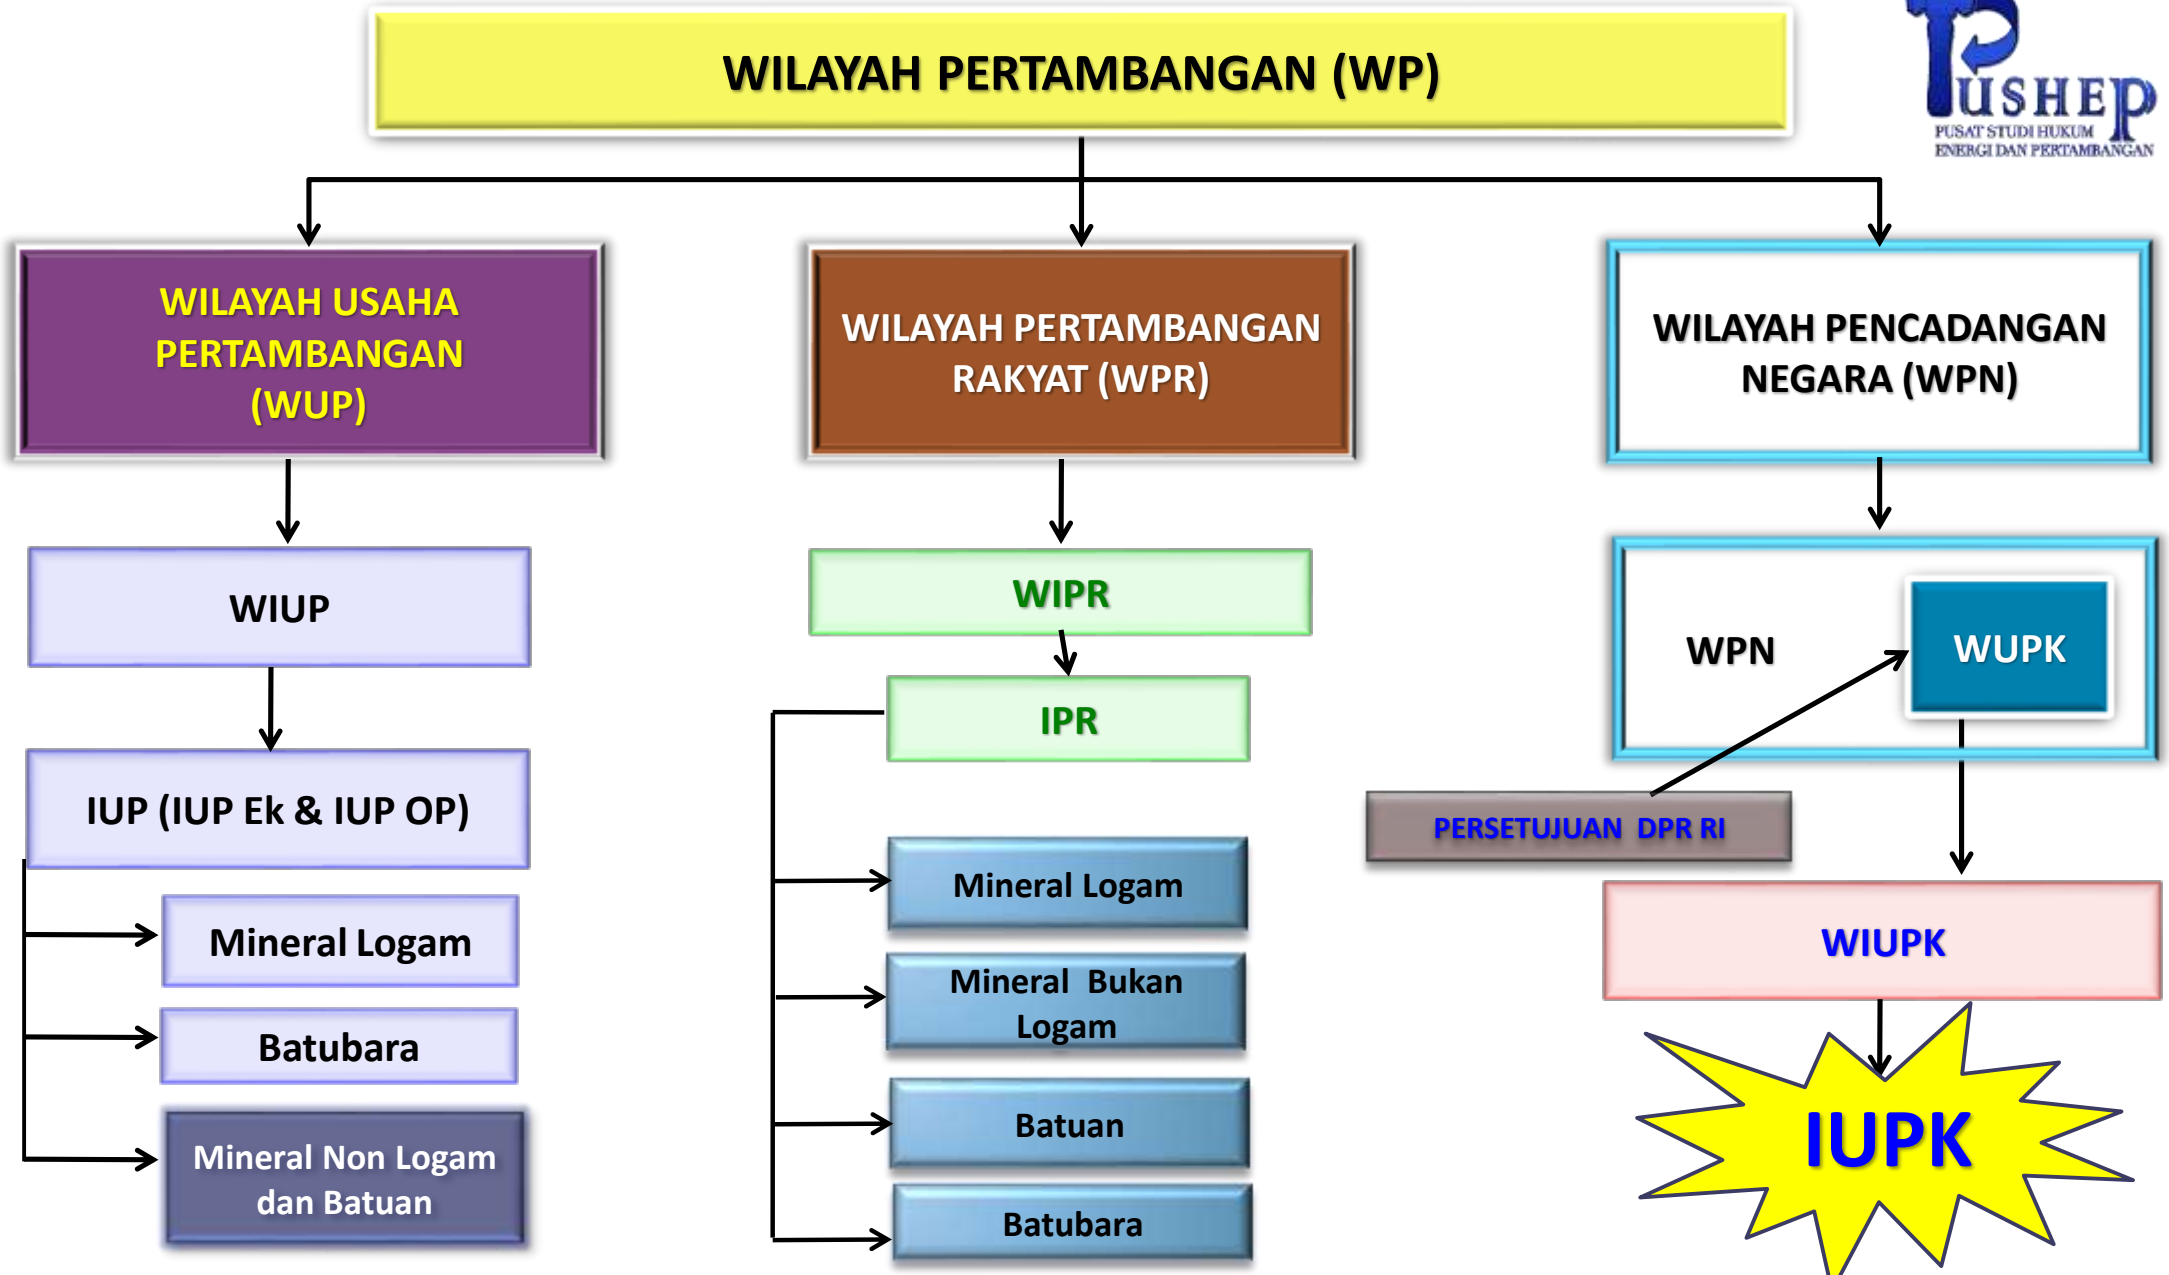 WILAYAH PERTAMBANGAN (WP)
PUSHEP
PUSAT STUDI HUKUM
ENERGI DAN PERTAMBANGAN
WILAYAH USAHA
PERTAMBANGAN
(WUP)
WIUP
IUP (IUP Ek & IUP OP)
Mineral Logam
Batubara
Mineral Non Logam
dan Batuan
WILAYAH PERTAMBANGAN
RAKYAT (WPR)
WIPR
IPR
Mineral Logam
Mineral Bukan
Logam
Batuan
Batubara
WILAYAH PENCADANGAN
NEGARA (WPN)
WPN
WUPK
PERSETUJUAN DPR RI
WIUPK
IUPK